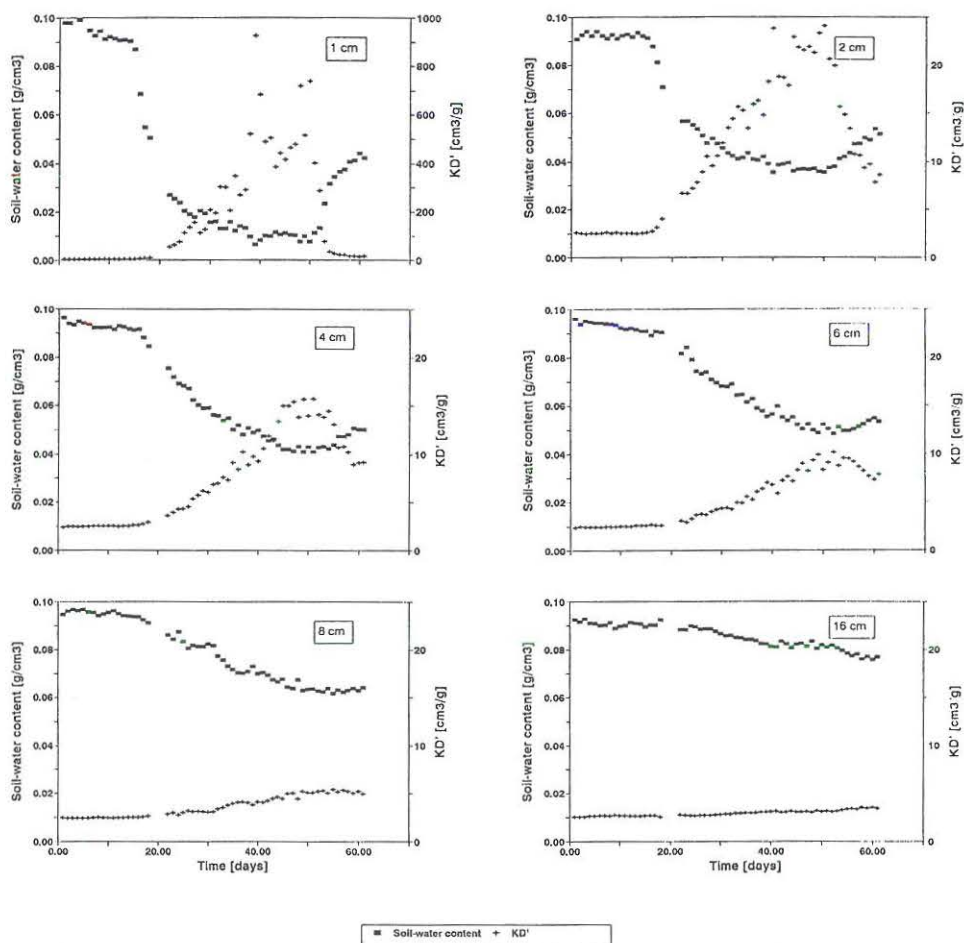 0.10 1000 0.10
1 cm 2 cm
0.08 800 0.08 20
0.06 600 0.06
0.04 400 0.04 10
0.02 200 0.02
0.00 0 0.00 0
Soil-water content [g/cm3] KD' [cm3/g] Soil-water content [g/cm3] KD' [cm3/g]
0.10 0.10
4 cm 6 cm
0.08 20 0.08 20
0.06 0.06
0.04 10 0.04 10
0.02 0.02
0.00 0 0.00 0
Soil-water content [g/cm3] KD' [cm3/g] Soil-water content [g/cm3] KD' [cm3/g]
0.10 0.10
8 cm 16 cm
0.08 20 0.08 20
0.06 0.06
0.04 10 0.04 10
0.02 0.02
0.00 0 0.00 0
Soil-water content [g/cm3] KD' [cm3/g] Soil-water content [g/cm3] KD' [cm3/g]
0.00 20.00 40.00 60.00 0.00 20.00 40.00 60.00
Time [days] Time [days]
Soil-water content + KD'